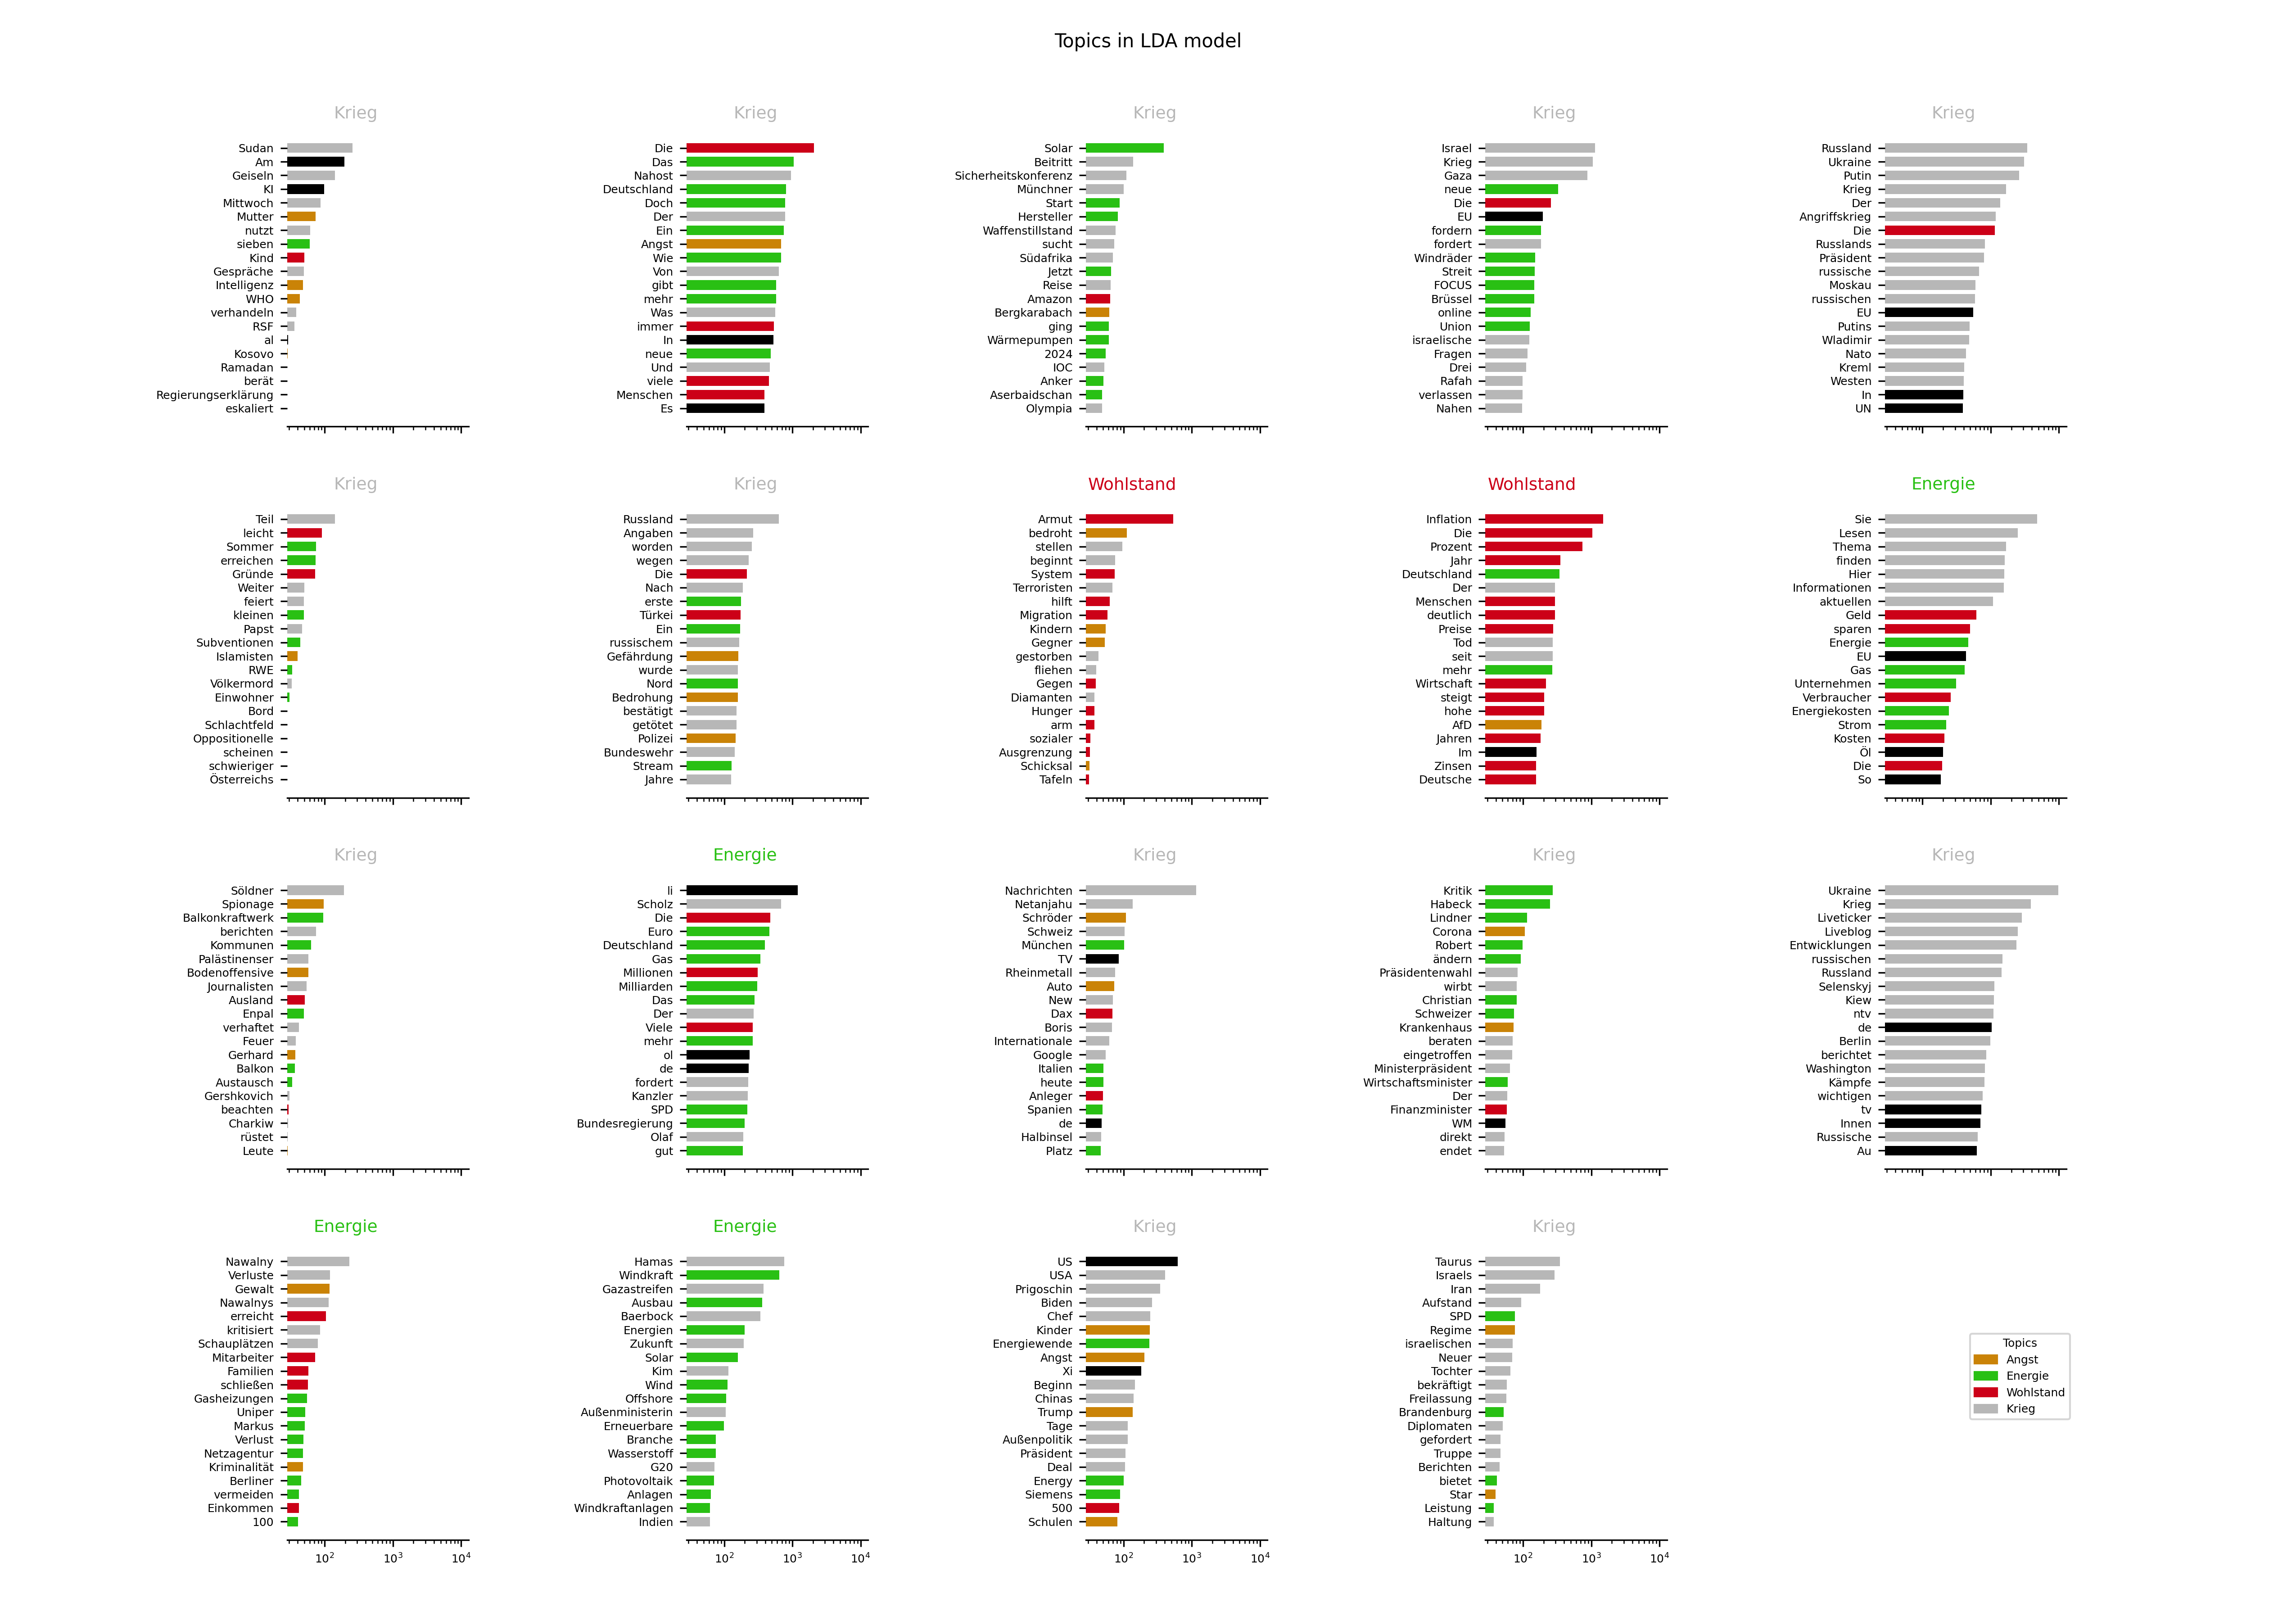 Topics in LDA model
Krieg
Sudan
Am
Geiseln
KI
Mittwoch
Mutter
nutzt
sieben
Kind
Gespräche
Intelligenz
WHO
verhandeln
RSF
al
Kosovo
Ramadan
berät
Regierungserklärung
eskaliert
Krieg
Die
Das
Nahost
Deutschland
Doch
Der
Ein
Angst
Wie
Von
gibt
mehr
Was
immer
In
neue
Und
viele
Menschen
Es
Krieg
Solar
Beitritt
Sicherheitskonferenz
Münchner
Start
Hersteller
Waffenstillstand
sucht
Südafrika
Jetzt
Reise
Amazon
Bergkarabach
ging
Wärmepumpen
2024
IOC
Anker
Aserbaidschan
Olympia
Krieg
Israel
Krieg
Gaza
neue
Die
EU
fordern
fordert
Windräder
Streit
FOCUS
Brüssel
online
Union
israelische
Fragen
Drei
Rafah
verlassen
Nahen
Krieg
Russland
Ukraine
Putin
Krieg
Der
Angriffskrieg
Die
Russlands
Präsident
russische
Moskau
russischen
EU
Putins
Wladimir
Nato
Kreml
Westen
In
UN
Krieg
Teil
leicht
Sommer
erreichen
Gründe
Weiter
feiert
kleinen
Papst
Subventionen
Islamisten
RWE
Völkermord
Einwohner
Bord
Schlachtfeld
Oppositionelle
scheinen
schwieriger
Österreichs
Krieg
Russland
Angaben
worden
wegen
Die
Nach
erste
Türkei
Ein
russischem
Gefährdung
wurde
Nord
Bedrohung
bestätigt
getötet
Polizei
Bundeswehr
Stream
Jahre
Wohlstand
Armut
bedroht
stellen
beginnt
System
Terroristen
hilft
Migration
Kindern
Gegner
gestorben
fliehen
Gegen
Diamanten
Hunger
arm
sozialer
Ausgrenzung
Schicksal
Tafeln
Wohlstand
Inflation
Die
Prozent
Jahr
Deutschland
Der
Menschen
deutlich
Preise
Tod
seit
mehr
Wirtschaft
steigt
hohe
AfD
Jahren
Im
Zinsen
Deutsche
Energie
Sie
Lesen
Thema
finden
Hier
Informationen
aktuellen
Geld
sparen
Energie
EU
Gas
Unternehmen
Verbraucher
Energiekosten
Strom
Kosten
Öl
Die
So
Krieg
Söldner
Spionage
Balkonkraftwerk
berichten
Kommunen
Palästinenser
Bodenoffensive
Journalisten
Ausland
Enpal
verhaftet
Feuer
Gerhard
Balkon
Austausch
Gershkovich
beachten
Charkiw
rüstet
Leute
Energie
li
Scholz
Die
Euro
Deutschland
Gas
Millionen
Milliarden
Das
Der
Viele
mehr
ol
de
fordert
Kanzler
SPD
Bundesregierung
Olaf
gut
Krieg
Nachrichten
Netanjahu
Schröder
Schweiz
München
TV
Rheinmetall
Auto
New
Dax
Boris
Internationale
Google
Italien
heute
Anleger
Spanien
de
Halbinsel
Platz
Krieg
Kritik
Habeck
Lindner
Corona
Robert
ändern
Präsidentenwahl
wirbt
Christian
Schweizer
Krankenhaus
beraten
eingetroffen
Ministerpräsident
Wirtschaftsminister
Der
Finanzminister
WM
direkt
endet
Krieg
Ukraine
Krieg
Liveticker
Liveblog
Entwicklungen
russischen
Russland
Selenskyj
Kiew
ntv
de
Berlin
berichtet
Washington
Kämpfe
wichtigen
tv
Innen
Russische
Au
Energie
Nawalny
Verluste
Gewalt
Nawalnys
erreicht
kritisiert
Schauplätzen
Mitarbeiter
Familien
schließen
Gasheizungen
Uniper
Markus
Verlust
Netzagentur
Kriminalität
Berliner
vermeiden
Einkommen
100
10² 10³ 10⁴
Energie
Hamas
Windkraft
Gazastreifen
Ausbau
Baerbock
Energien
Zukunft
Solar
Kim
Wind
Offshore
Außenministerin
Erneuerbare
Branche
Wasserstoff
G20
Photovoltaik
Anlagen
Windkraftanlagen
Indien
10² 10³ 10⁴
Krieg
US
USA
Prigoschin
Biden
Chef
Kinder
Energiewende
Angst
Xi
Beginn
Chinas
Trump
Tage
Außenpolitik
Präsident
Deal
Energy
Siemens
500
Schulen
10² 10³ 10⁴
Krieg
Taurus
Israels
Iran
Aufstand
SPD
Regime
israelischen
Neuer
Tochter
bekräftigt
Freilassung
Brandenburg
Diplomaten
gefordert
Truppe
Berichten
bietet
Star
Leistung
Haltung
10² 10³ 10⁴
Topics
Angst
Energie
Wohlstand
Krieg